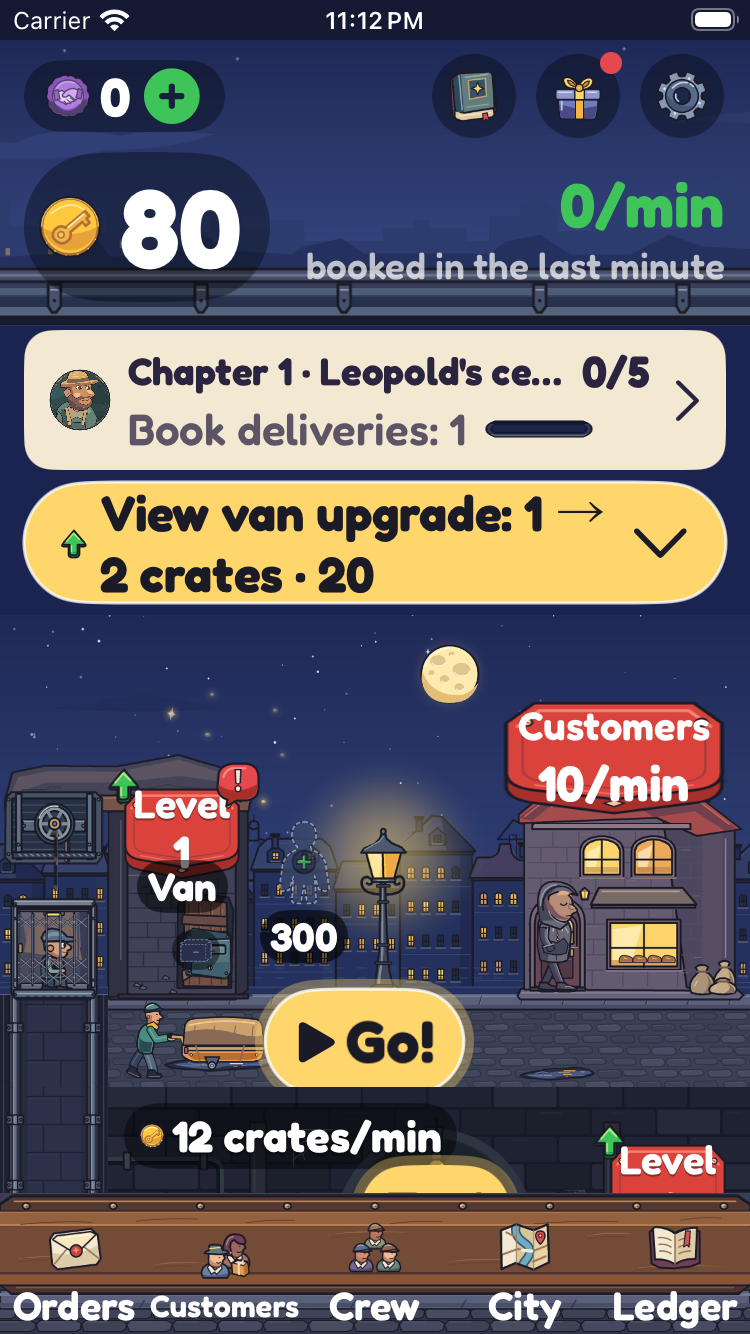 Carrier 11:12 PM
0
80
0/min
booked in the last minute
Chapter 1 · Leopold's ce... 0/5
Book deliveries: 1
View van upgrade: 1 →
2 crates · 20
Customers
10/min
!
Level
1
Van
300
Go!
12 crates/min
Level
Orders Customers Crew City Ledger